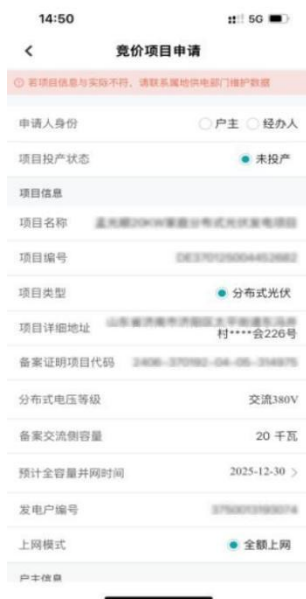 14:50
5G
竞价项目申请
若项目信息与实际不符，请联系属地供电部门维护数据
申请人身份 户主 经办人
项目投产状态 未投产
项目信息
项目名称
项目编号
项目类型 分布式光伏
项目详细地址
村****会226号
备案证明项目代码
分布式电压等级 交流380V
备案交流侧容量 20 千瓦
预计全容量并网时间 2025-12-30 >
发电户编号
上网模式 全额上网
户主信息